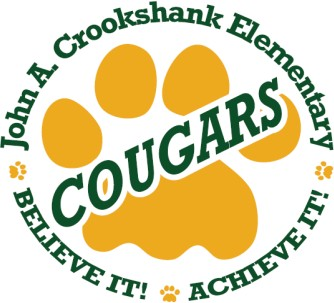 John A. Crookshank Elementary
COUGARS
BELIEVE IT! ACHIEVE IT!